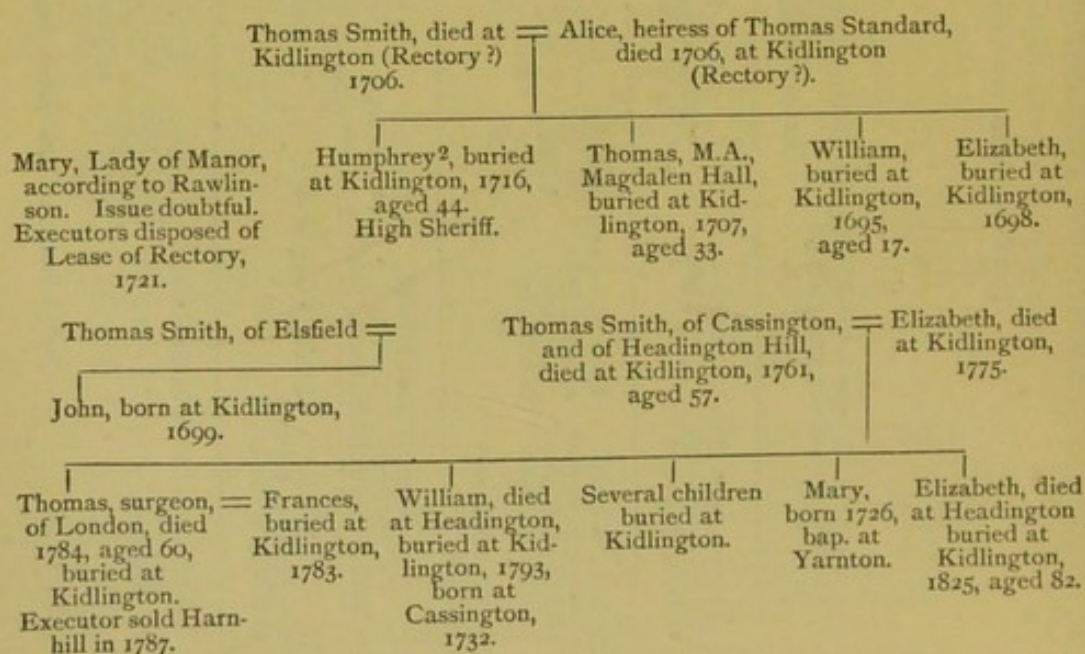 Thomas Smith, died at
Kidlington (Rectory ?)
1706.
=
Alice, heiress of Thomas Standard,
died 1706, at Kidlington
(Rectory ?).
Mary, Lady of Manor,
according to Rawlin-
son. Issue doubtful.
Executors disposed of
Lease of Rectory,
1721.
Humphrey², buried
at Kidlington, 1716,
aged 44.
High Sheriff.
Thomas, M.A.,
Magdalen Hall,
buried at Kid-
lington, 1707,
aged 33.
William,
buried at
Kidlington,
1695,
aged 17.
Elizabeth,
buried at
Kidlington,
1698.
Thomas Smith, of Elsfield =
John, born at Kidlington,
1699.
Thomas Smith, of Cassington,
and of Headington Hill,
died at Kidlington, 1761,
aged 57.
=
Elizabeth, died
at Kidlington,
1775.
Thomas, surgeon,
of London, died
1784, aged 60,
buried at
Kidlington.
Executor sold Harn-
hill in 1787.
=
Frances,
buried at
Kidlington,
1783.
William, died
at Headington,
buried at Kid-
lington, 1793,
born at
Cassington,
1732.
Several children
buried at
Kidlington.
Mary,
born 1726,
bap. at
Yarnton.
Elizabeth, died
at Headington
buried at
Kidlington,
1825, aged 82.